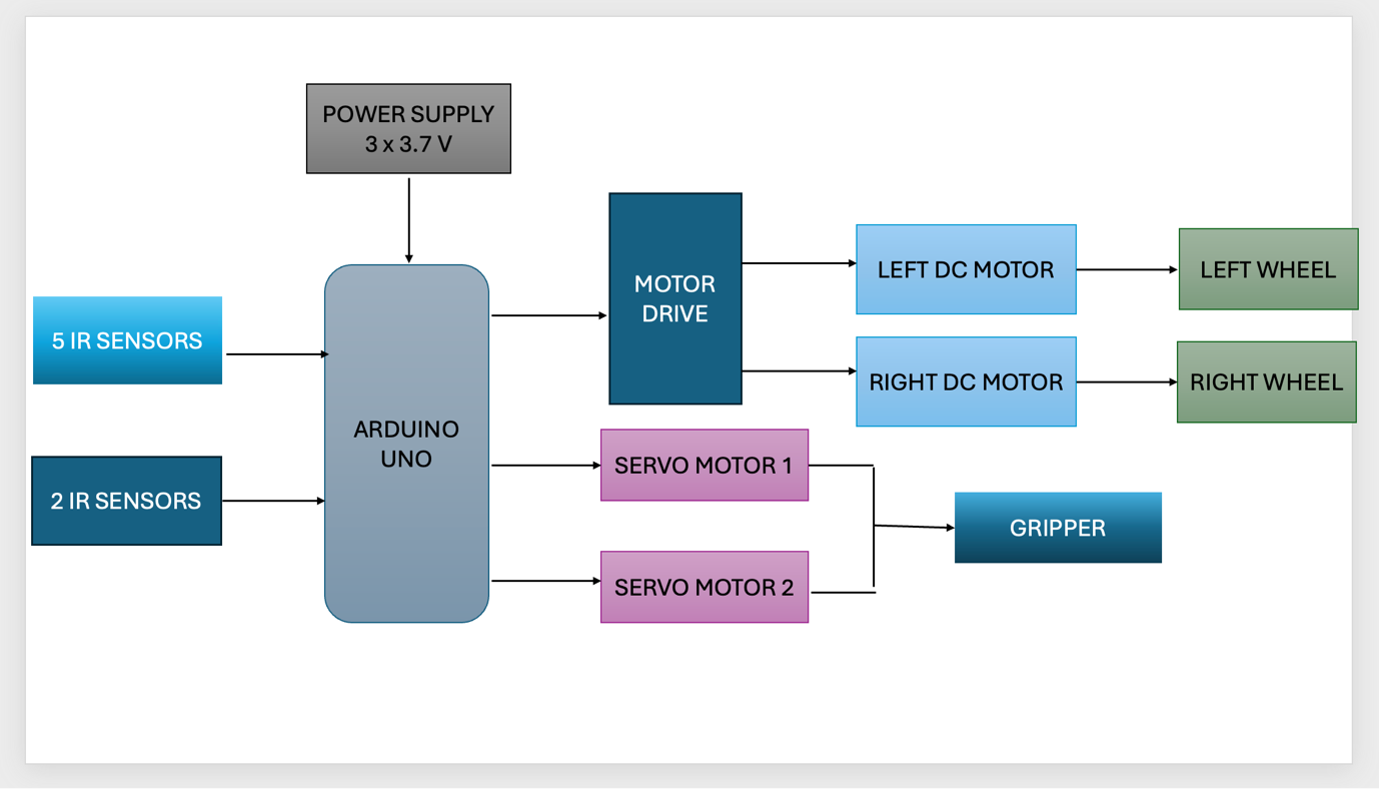 POWER SUPPLY
3 x 3.7 V
MOTOR
DRIVE
LEFT DC MOTOR
LEFT WHEEL
5 IR SENSORS
RIGHT DC MOTOR
RIGHT WHEEL
ARDUINO
UNO
SERVO MOTOR 1
2 IR SENSORS
GRIPPER
SERVO MOTOR 2